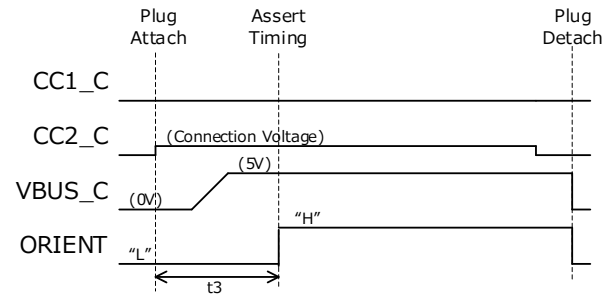 Plug Attach
Assert Timing
Plug Detach
CC1_C
CC2_C
(Connection Voltage)
VBUS_C
(0V)
(5V)
ORIENT
“L”
“H”
t3